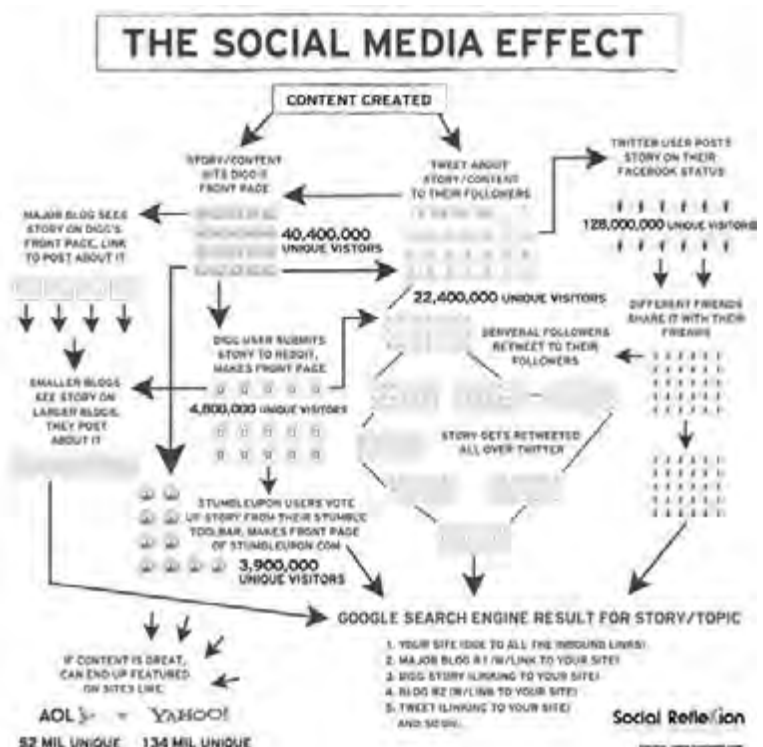 THE SOCIAL MEDIA EFFECT
CONTENT CREATED
STORY/CONTENT
HITS DIGG'S
FRONT PAGE
TWEET ABOUT
STORY/CONTENT
TO THEIR FOLLOWERS
TWITTER USER POSTS
STORY ON THEIR
FACEBOOK STATUS
MAJOR BLOG SEES
STORY ON DIGG'S
FRONT PAGE, LINK
TO POST ABOUT IT
40,400,000
UNIQUE VISTORS
128,000,000 UNIQUE VISITORS
22,400,000 UNIQUE VISITORS
DIFFERENT FRIENDS
SHARE IT WITH THEIR
FRIENDS
DIGG USER SUBMITS
STORY TO REDDIT,
MAKES FRONT PAGE
FOLLOWERS
RETWEET TO THEIR
FOLLOWERS
SMALLER BLOGS
SEE STORY ON
LARGER BLOGS,
THEY POST
ABOUT IT
4,800,000 UNIQUE VISITORS
STORY GETS RETWEETED
ALL OVER TWITTER
STUMBLEUPON USERS VOTE
UP STORY FROM THEIR STUMBLE
TOOLBAR, MAKES FRONT PAGE
OF STUMBLEUPON.COM
3,900,000
UNIQUE VISITORS
GOOGLE SEARCH ENGINE RESULT FOR STORY/TOPIC
1. YOUR SITE (DUE TO ALL THE INBOUND LINKS)
2. MAJOR BLOG #1 (W/LINK TO YOUR SITE)
3. DIGG STORY (LINKING TO YOUR SITE)
4. BLOG #2 (W/LINK TO YOUR SITE)
5. TWEET (LINKING TO YOUR SITE)
AND SO ON...
IF CONTENT IS GREAT,
CAN END UP FEATURED
ON SITES LIKE
AOL YAHOO!
52 MIL UNIQUE 134 MIL UNIQUE
Social Reflexion